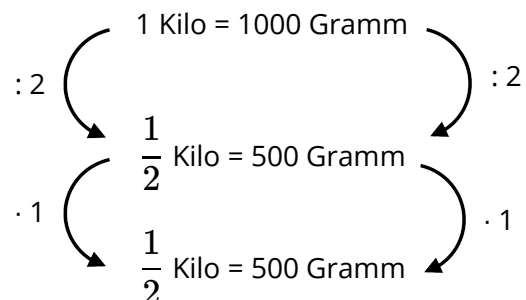 1 Kilo = 1000 Gramm
: 2 : 2
1/2 Kilo = 500 Gramm
· 1 · 1
1/2 Kilo = 500 Gramm